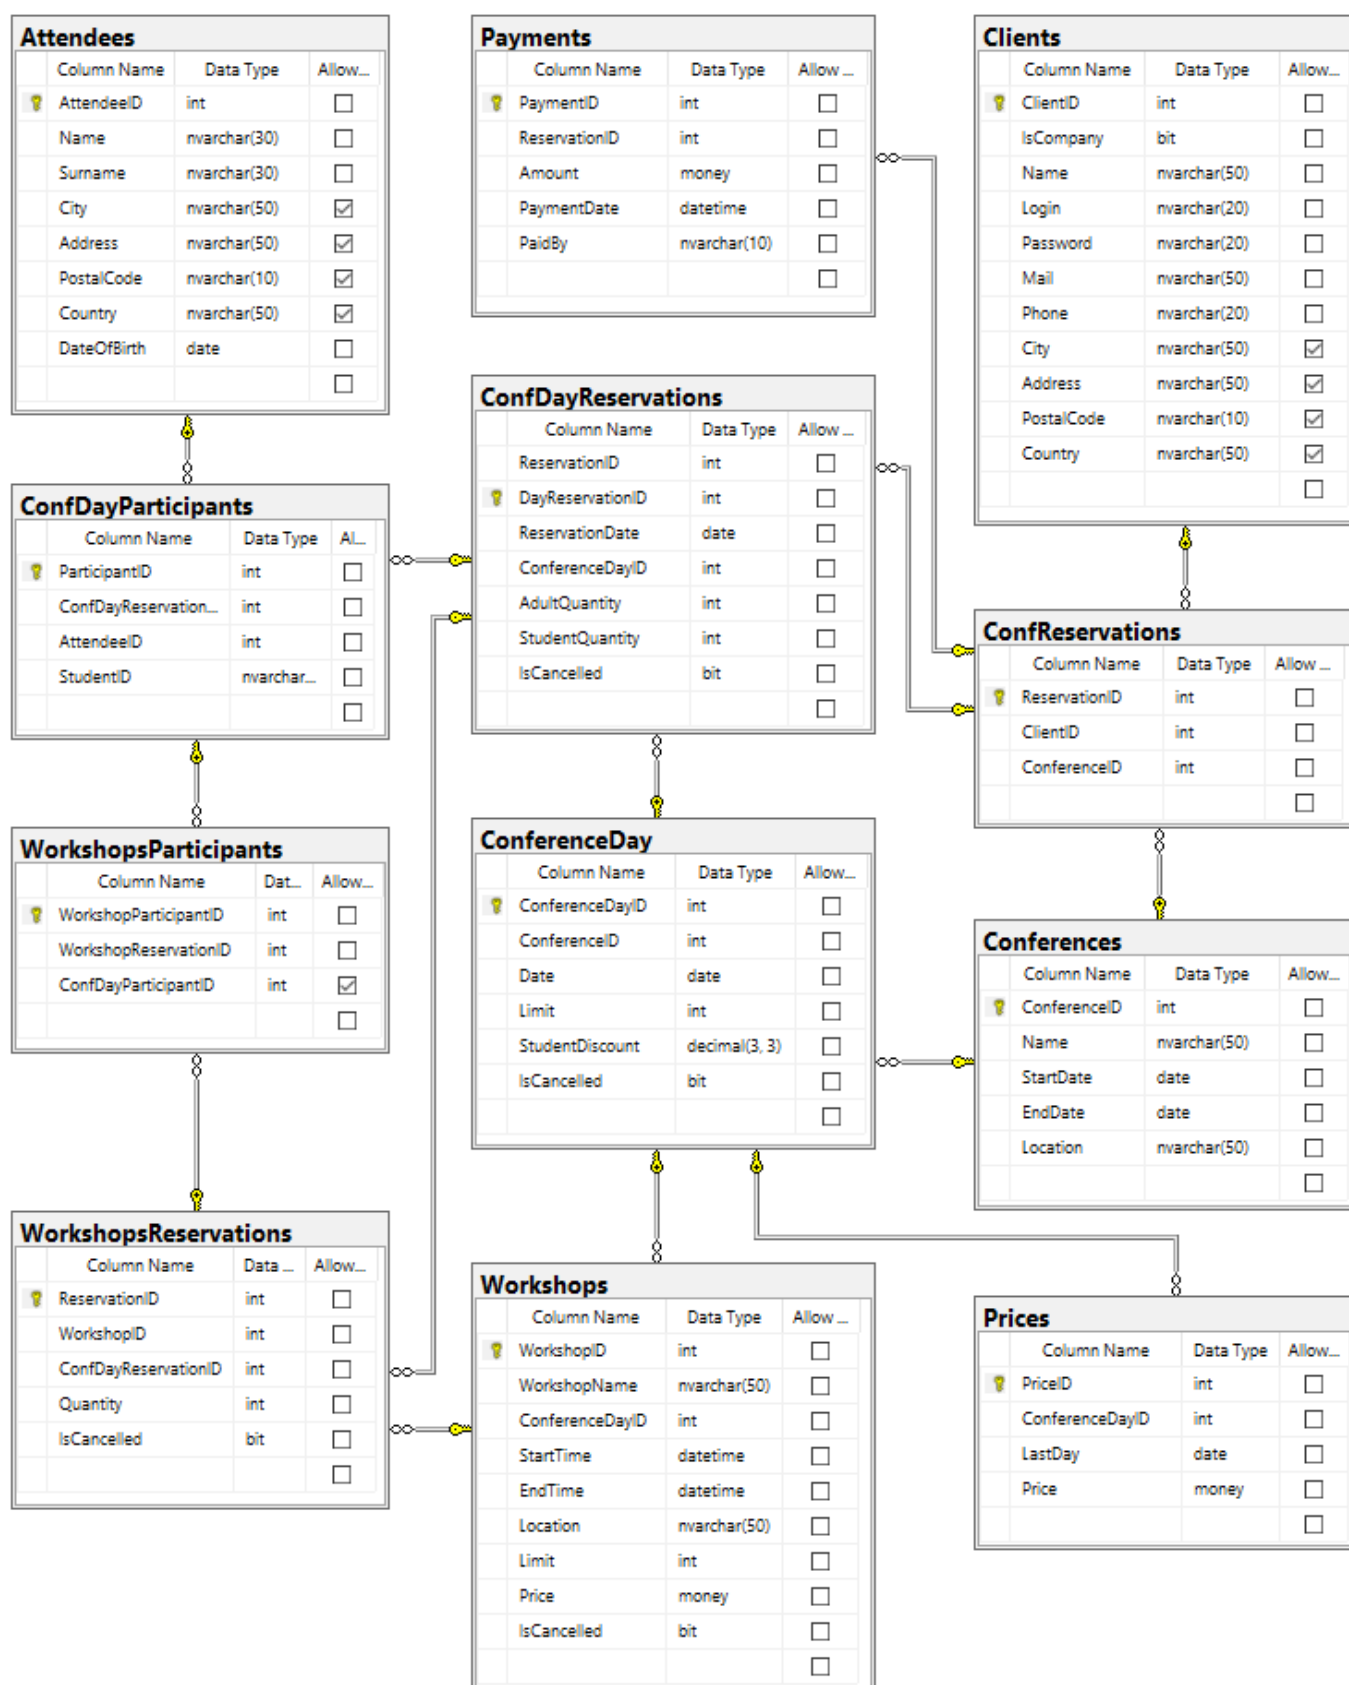 Attendees
Column Name Data Type Allow...
AttendeeID int
Name nvarchar(30)
Surname nvarchar(30)
City nvarchar(50)
Address nvarchar(50)
PostalCode nvarchar(10)
Country nvarchar(50)
DateOfBirth date
Payments
Column Name Data Type Allow ...
PaymentID int
ReservationID int
Amount money
PaymentDate datetime
PaidBy nvarchar(10)
Clients
Column Name Data Type Allow...
ClientID int
IsCompany bit
Name nvarchar(50)
Login nvarchar(20)
Password nvarchar(20)
Mail nvarchar(50)
Phone nvarchar(20)
City nvarchar(50)
Address nvarchar(50)
PostalCode nvarchar(10)
Country nvarchar(50)
ConfDayReservations
Column Name Data Type Allow ...
ReservationID int
DayReservationID int
ReservationDate date
ConferenceDayID int
AdultQuantity int
StudentQuantity int
IsCancelled bit
ConfDayParticipants
Column Name Data Type Al...
ParticipantID int
ConfDayReservation... int
AttendeeID int
StudentID nvarchar...
ConfReservations
Column Name Data Type Allow ...
ReservationID int
ClientID int
ConferenceID int
WorkshopsParticipants
Column Name Dat... Allow...
WorkshopParticipantID int
WorkshopReservationID int
ConfDayParticipantID int
ConferenceDay
Column Name Data Type Allow...
ConferenceDayID int
ConferenceID int
Date date
Limit int
StudentDiscount decimal(3, 3)
IsCancelled bit
Conferences
Column Name Data Type Allow...
ConferenceID int
Name nvarchar(50)
StartDate date
EndDate date
Location nvarchar(50)
WorkshopsReservations
Column Name Data ... Allow...
ReservationID int
WorkshopID int
ConfDayReservationID int
Quantity int
IsCancelled bit
Workshops
Column Name Data Type Allow ...
WorkshopID int
WorkshopName nvarchar(50)
ConferenceDayID int
StartTime datetime
EndTime datetime
Location nvarchar(50)
Limit int
Price money
IsCancelled bit
Prices
Column Name Data Type Allow...
PriceID int
ConferenceDayID int
LastDay date
Price money